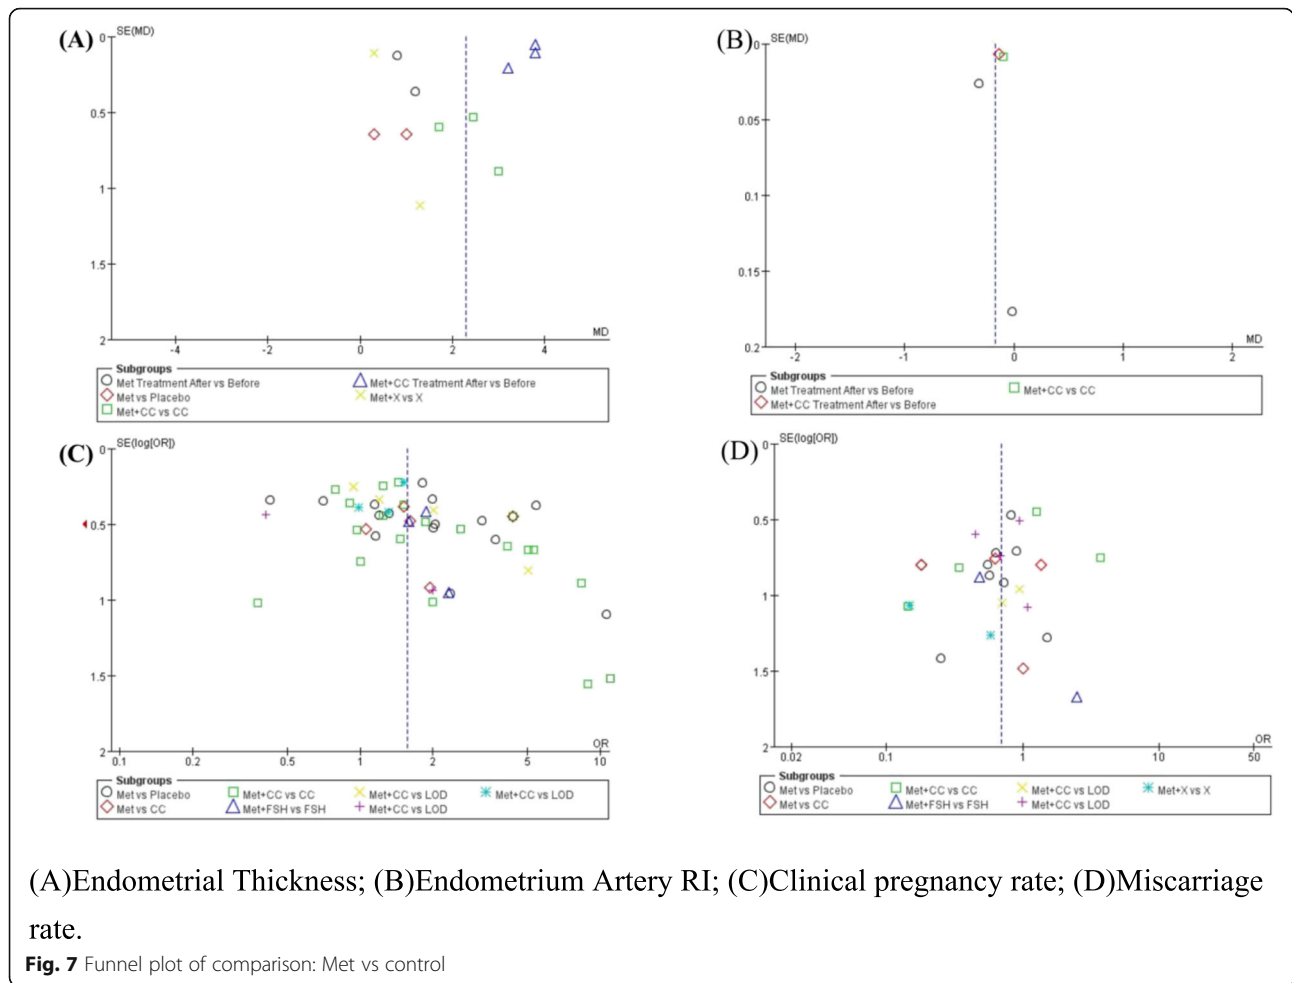 (A)
SE(MD)
0
0.5
1
1.5
2
-4
-2
0
2
4
MD
Subgroups
Met Treatment After vs Before
Met+CC Treatment After vs Before
Met vs Placebo
Met+X vs X
Met+CC vs CC
(B)
SE(MD)
0
0.05
0.1
0.15
0.2
-2
-1
0
1
2
MD
Subgroups
Met Treatment After vs Before
Met+CC vs CC
Met+CC Treatment After vs Before
(C)
SE(log[OR])
0
0.5
1
1.5
2
0.1
0.2
0.5
1
2
5
10
OR
Subgroups
Met vs Placebo
Met+CC vs CC
Met+CC vs LOD
Met+CC vs LOD
Met vs CC
Met+FSH vs FSH
Met+CC vs LOD
(D)
SE(log[OR])
0
0.5
1
1.5
2
0.02
0.1
1
10
50
OR
Subgroups
Met vs Placebo
Met+CC vs CC
Met+CC vs LOD
Met+X vs X
Met vs CC
Met+FSH vs FSH
Met+CC vs LOD
(A)Endometrial Thickness; (B)Endometrium Artery RI; (C)Clinical pregnancy rate; (D)Miscarriage
rate.
Fig. 7 Funnel plot of comparison: Met vs control